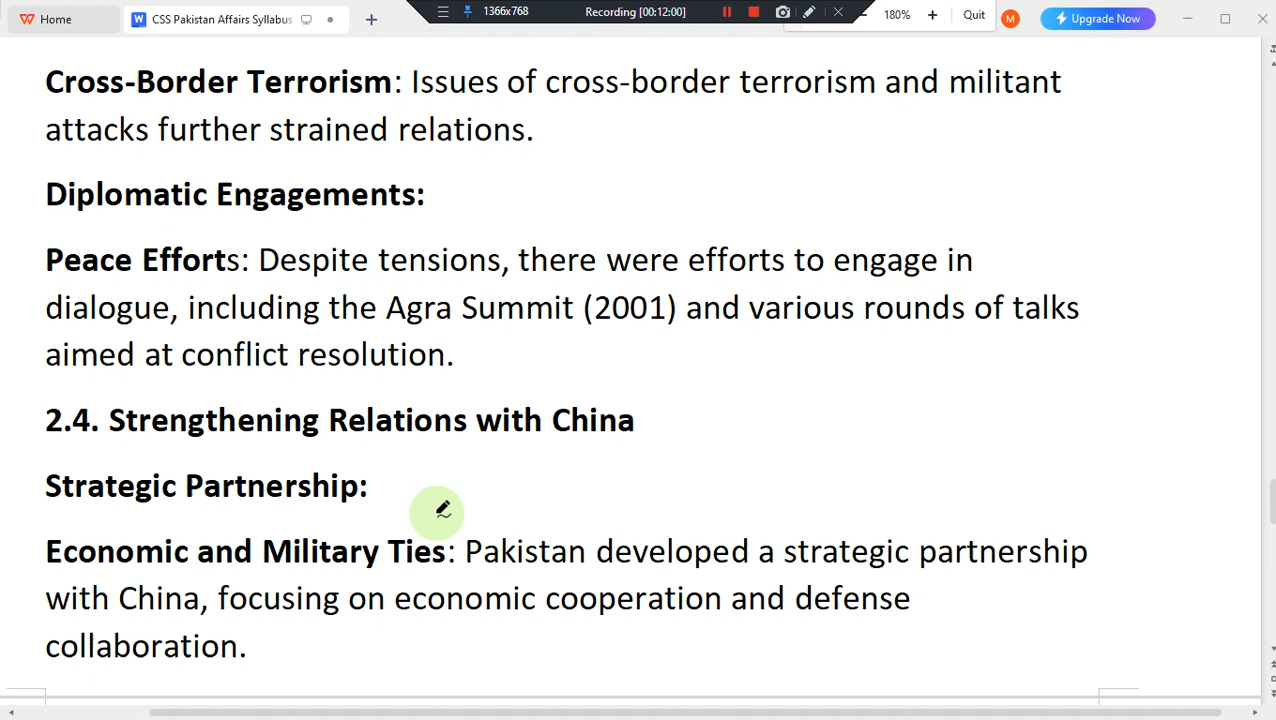 Home
CSS Pakistan Affairs Syllabus
1366x768
Recording [00:12:00]
180%
Quit
M
Upgrade Now
Cross-Border Terrorism: Issues of cross-border terrorism and militant
attacks further strained relations.
Diplomatic Engagements:
Peace Efforts: Despite tensions, there were efforts to engage in
dialogue, including the Agra Summit (2001) and various rounds of talks
aimed at conflict resolution.
2.4. Strengthening Relations with China
Strategic Partnership:
Economic and Military Ties: Pakistan developed a strategic partnership
with China, focusing on economic cooperation and defense
collaboration.